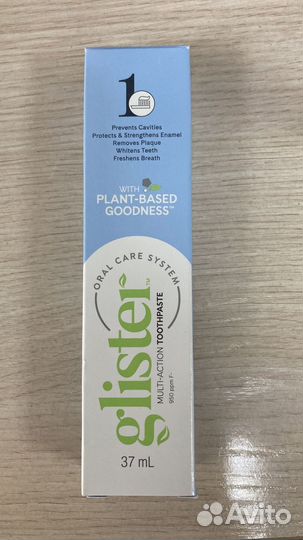 1
Prevents Cavities
Protects & Strengthens Enamel
Removes Plaque
Whitens Teeth
Freshens Breath
WITH
PLANT-BASED
GOODNESS™
ORAL CARE SYSTEM
glister™
MULTI-ACTION TOOTHPASTE
950 ppm F-
37 mL
Avito